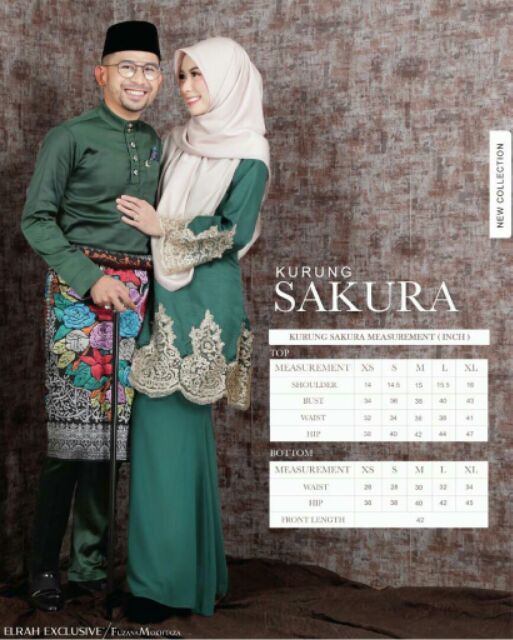 NEW COLLECTION
KURUNG
SAKURA
KURUNG SAKURA MEASUREMENT ( INCH )
TOP
MEASUREMENT XS S M L XL
SHOULDER 14 14.5 15 15.5 16
BUST 34 36 38 40 43
WAIST 32 34 36 38 41
HIP 38 40 42 44 47
BOTTOM
MEASUREMENT XS S M L XL
WAIST 26 28 30 32 34
HIP 36 38 40 42 45
FRONT LENGTH 42
ELRAH EXCLUSIVE / FUZANA MOKHTAZA